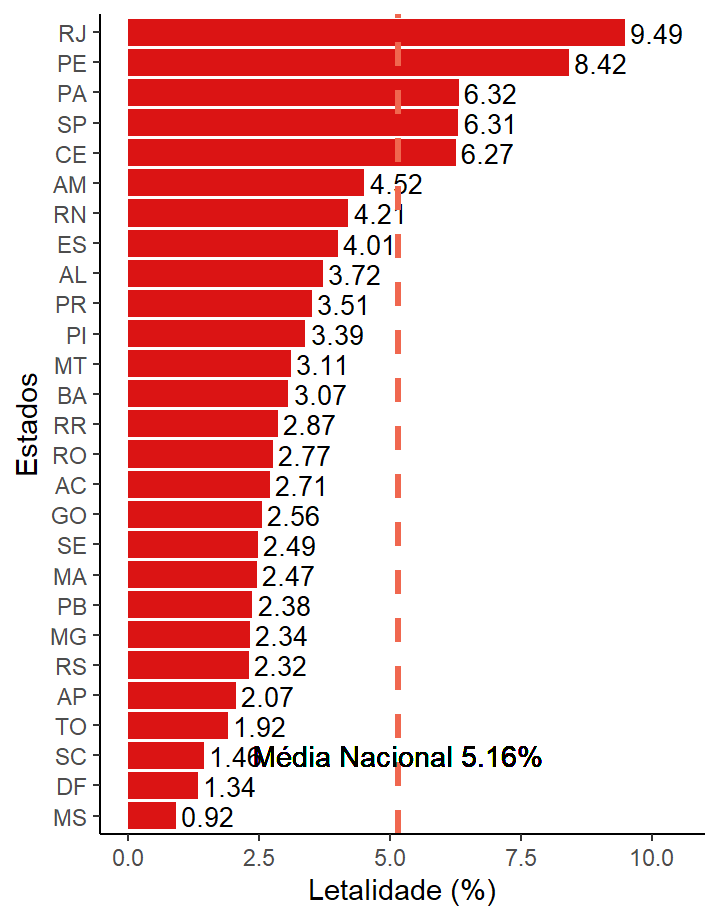 RJ 9.49
PE 8.42
PA 6.32
SP 6.31
CE 6.27
AM 4.52
RN 4.21
ES 4.01
AL 3.72
PR 3.51
PI 3.39
MT 3.11
BA 3.07
RR 2.87
RO 2.77
AC 2.71
GO 2.56
SE 2.49
MA 2.47
PB 2.38
MG 2.34
RS 2.32
AP 2.07
TO 1.92
SC 1.46 Média Nacional 5.16%
DF 1.34
MS 0.92
Estados
0.0 2.5 5.0 7.5 10.0
Letalidade (%)